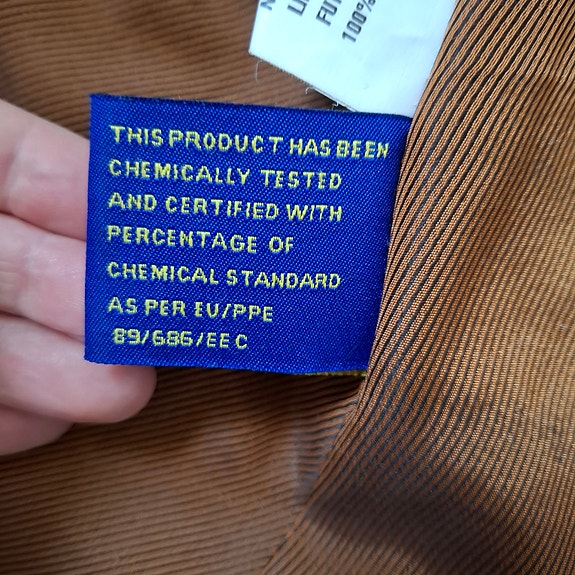 100%
THIS PRODUCT HAS BEEN
CHEMICALLY TESTED
AND CERTIFIED WITH
PERCENTAGE OF
CHEMICAL STANDARD
AS PER EU/PPE
89/686/EEC